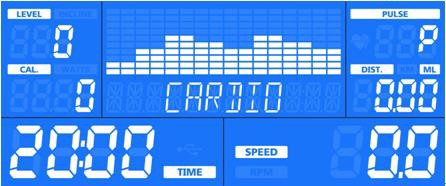 LEVEL INCLINE
0
PULSE
P
CAL. WATTS
0
CARDIO
DIST. KM ML
0.00
20:00
TIME
SPEED
RPM
0.0